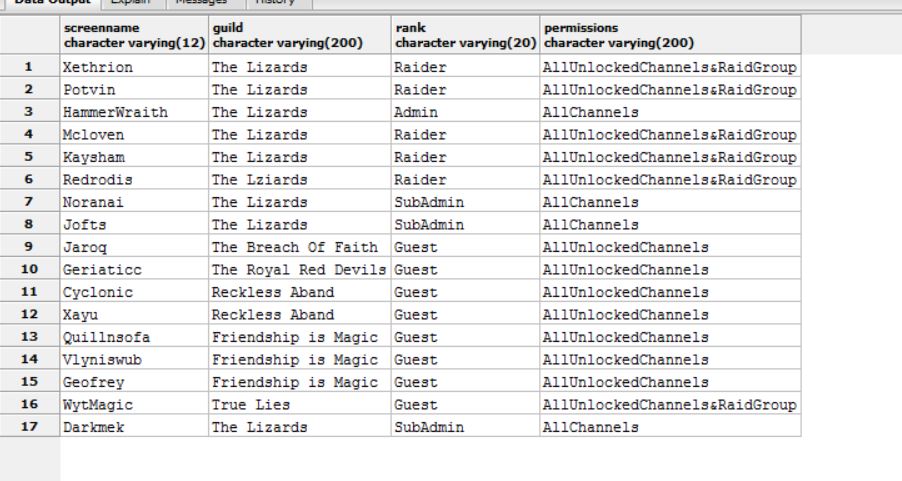 Data Output Explain Messages History
screenname guild rank permissions
character varying(12) character varying(200) character varying(20) character varying(200)
1 Xethrion The Lizards Raider AllUnlockedChannels&RaidGroup
2 Potvin The Lizards Raider AllUnlockedChannels&RaidGroup
3 HammerWraith The Lizards Admin AllChannels
4 Mcloven The Lizards Raider AllUnlockedChannels&RaidGroup
5 Kaysham The Lizards Raider AllUnlockedChannels&RaidGroup
6 Redrodis The Lziards Raider AllUnlockedChannels&RaidGroup
7 Noranai The Lizards SubAdmin AllChannels
8 Jofts The Lizards SubAdmin AllChannels
9 Jaroq The Breach Of Faith Guest AllUnlockedChannels
10 Geriaticc The Royal Red Devils Guest AllUnlockedChannels
11 Cyclonic Reckless Aband Guest AllUnlockedChannels
12 Xayu Reckless Aband Guest AllUnlockedChannels
13 Quillnsofa Friendship is Magic Guest AllUnlockedChannels
14 Vlyniswub Friendship is Magic Guest AllUnlockedChannels
15 Geofrey Friendship is Magic Guest AllUnlockedChannels
16 WytMagic True Lies Guest AllUnlockedChannels&RaidGroup
17 Darkmek The Lizards SubAdmin AllChannels